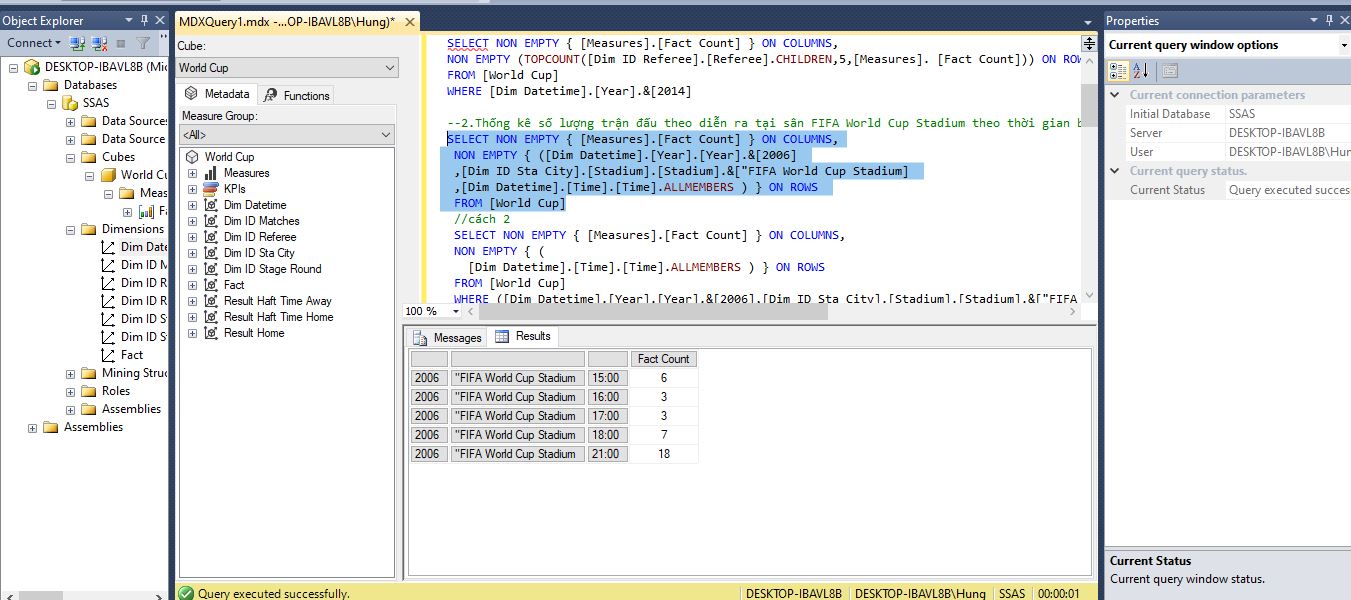 Object Explorer
Connect
DESKTOP-IBAVL8B (Mic
Databases
SSAS
Data Sources
Data Source
Cubes
World Cu
Meas
Fa
Dimensions
Dim Date
Dim ID M
Dim ID R
Dim ID R
Dim ID S
Dim ID S
Fact
Mining Struc
Roles
Assemblies
Assemblies
MDXQuery1.mdx -...OP-IBAVL8B\Hung)*
Cube:
World Cup
Metadata
Functions
Measure Group:
<All>
World Cup
Measures
KPIs
Dim Datetime
Dim ID Matches
Dim ID Referee
Dim ID Sta City
Dim ID Stage Round
Fact
Result Haft Time Away
Result Haft Time Home
Result Home
SELECT NON EMPTY { [Measures].[Fact Count] } ON COLUMNS,
NON EMPTY (TOPCOUNT([Dim ID Referee].[Referee].CHILDREN,5,[Measures]. [Fact Count])) ON ROW
FROM [World Cup]
WHERE [Dim Datetime].[Year].&[2014]
--2.Thống kê số lượng trận đấu theo diễn ra tại sân FIFA World Cup Stadium theo thời gian b
SELECT NON EMPTY { [Measures].[Fact Count] } ON COLUMNS,
NON EMPTY { ([Dim Datetime].[Year].[Year].&[2006]
,[Dim ID Sta City].[Stadium].[Stadium].&["FIFA World Cup Stadium]
,[Dim Datetime].[Time].[Time].ALLMEMBERS ) } ON ROWS
FROM [World Cup]
//cách 2
SELECT NON EMPTY { [Measures].[Fact Count] } ON COLUMNS,
NON EMPTY { (
[Dim Datetime].[Time].[Time].ALLMEMBERS ) } ON ROWS
FROM [World Cup]
WHERE ([Dim Datetime].[Year].[Year].&[2006],[Dim ID Sta City].[Stadium].[Stadium].&["FIFA
100 %
Messages
Results
Fact Count
2006 "FIFA World Cup Stadium 15:00 6
2006 "FIFA World Cup Stadium 16:00 3
2006 "FIFA World Cup Stadium 17:00 3
2006 "FIFA World Cup Stadium 18:00 7
2006 "FIFA World Cup Stadium 21:00 18
Query executed successfully.
DESKTOP-IBAVL8B
DESKTOP-IBAVL8B\Hung
SSAS
00:00:01
Properties
Current query window options
Current connection parameters
Initial Database SSAS
Server DESKTOP-IBAVL8B
User DESKTOP-IBAVL8B\Hun
Current query status.
Current Status Query executed succes
Current Status
Current query window status.